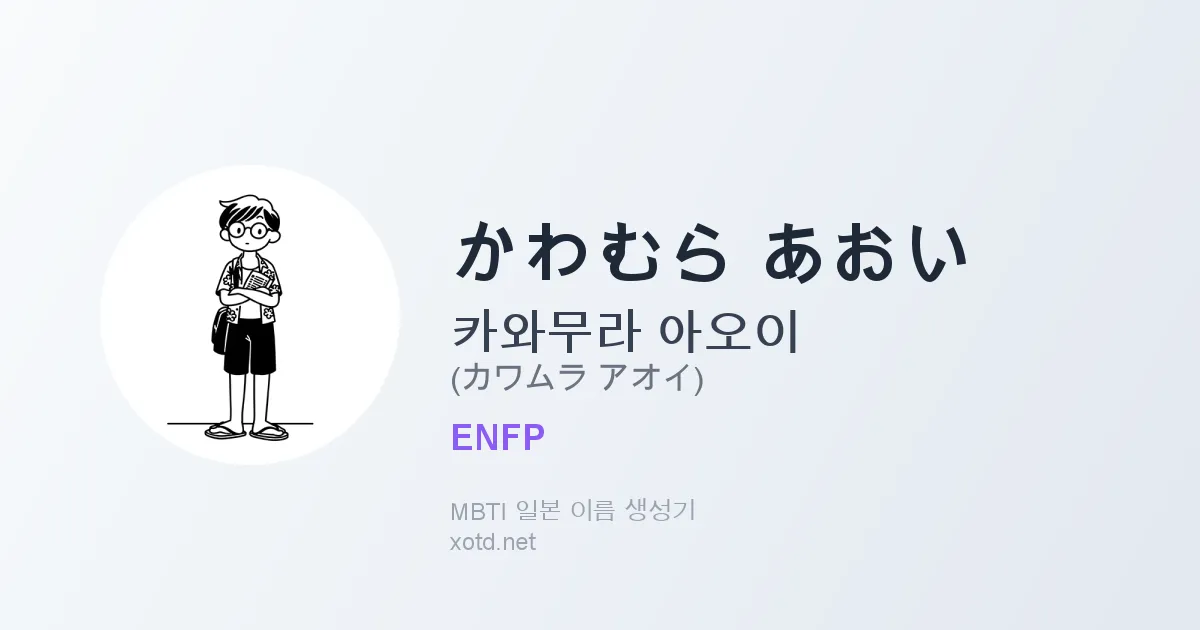 かわむら あおい
카와무라 아오이
(カワムラ アオイ)
ENFP
MBTI 일본 이름 생성기
xotd.net